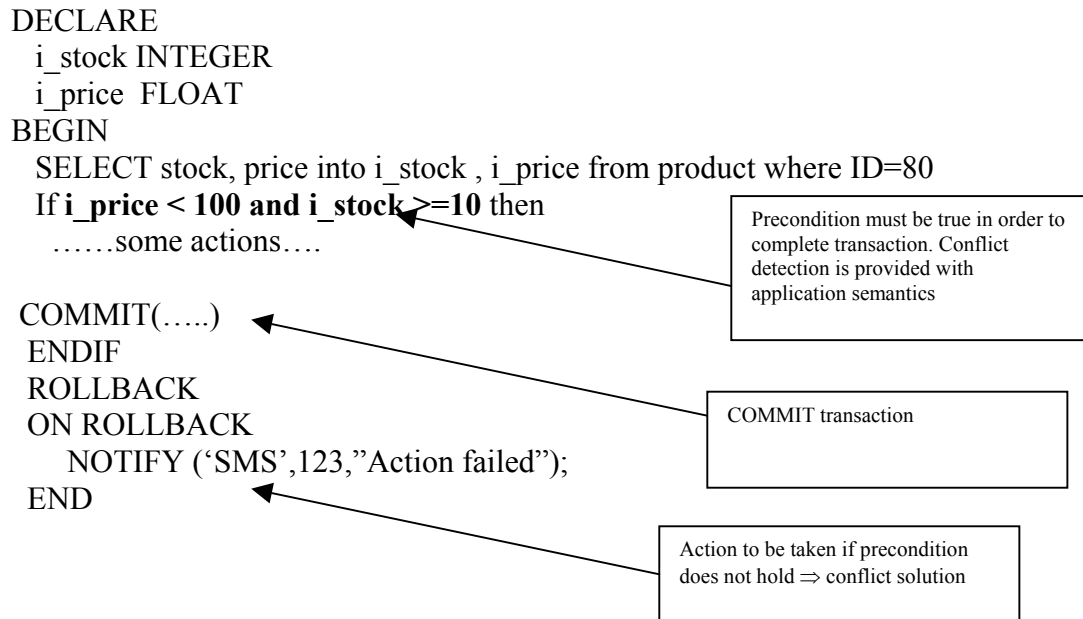 DECLARE
i_stock INTEGER
i_price FLOAT
BEGIN
SELECT stock, price into i_stock , i_price from product where ID=80
If i_price < 100 and i_stock >=10 then
……some actions….
Precondition must be true in order to
complete transaction. Conflict
detection is provided with
application semantics
COMMIT(…..)
ENDIF
ROLLBACK
ON ROLLBACK
NOTIFY (‘SMS’,123,”Action failed”);
END
COMMIT transaction
Action to be taken if precondition
does not hold ⇒ conflict solution